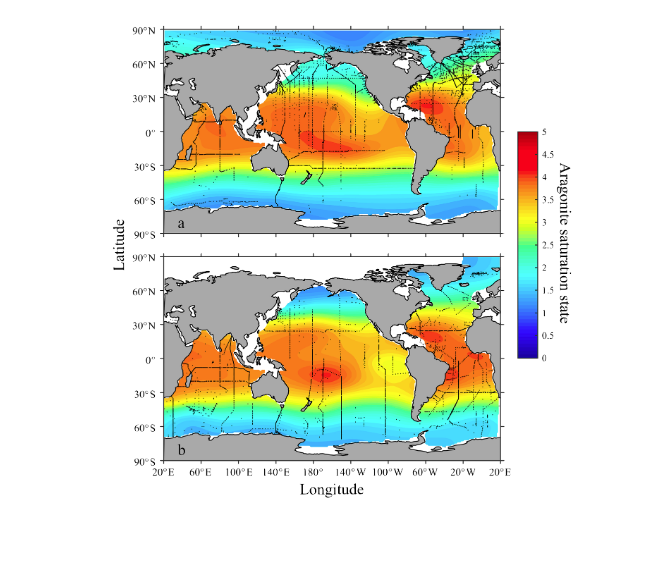 90°N
60°N
30°N
0°
30°S
60°S
90°S
a
90°N
60°N
30°N
0°
30°S
60°S
90°S
b
20°E 60°E 100°E 140°E 180°W 140°W 100°W 60°W 20°W 20°E
Longitude
Latitude
5
4.5
4
3.5
3
2.5
2
1.5
1
0.5
0
Aragonite saturation state